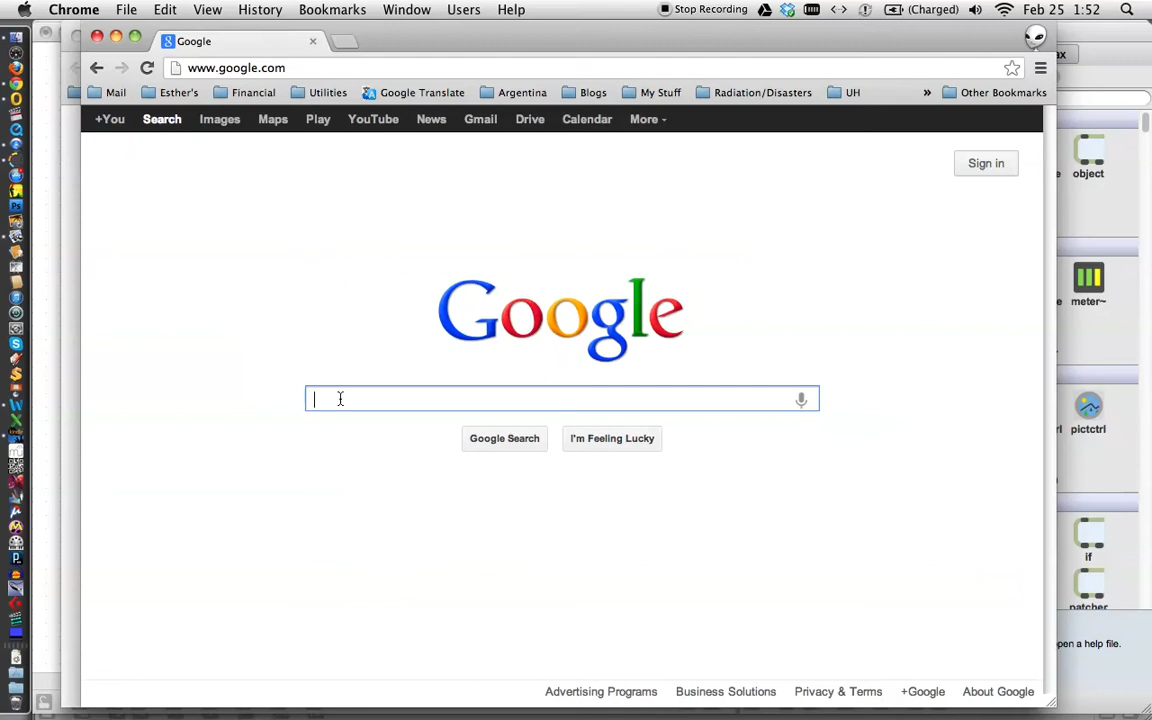 Chrome File Edit View History Bookmarks Window Users Help Stop Recording (Charged) Feb 25 1:52
Google
www.google.com
Mail Esther's Financial Utilities Google Translate Argentina Blogs My Stuff Radiation/Disasters UH » Other Bookmarks
+You Search Images Maps Play YouTube News Gmail Drive Calendar More
Sign in
object
Google
meter~
Google Search I'm Feeling Lucky
pictctrl
if
patcher
open a help file.
Advertising Programs Business Solutions Privacy & Terms +Google About Google